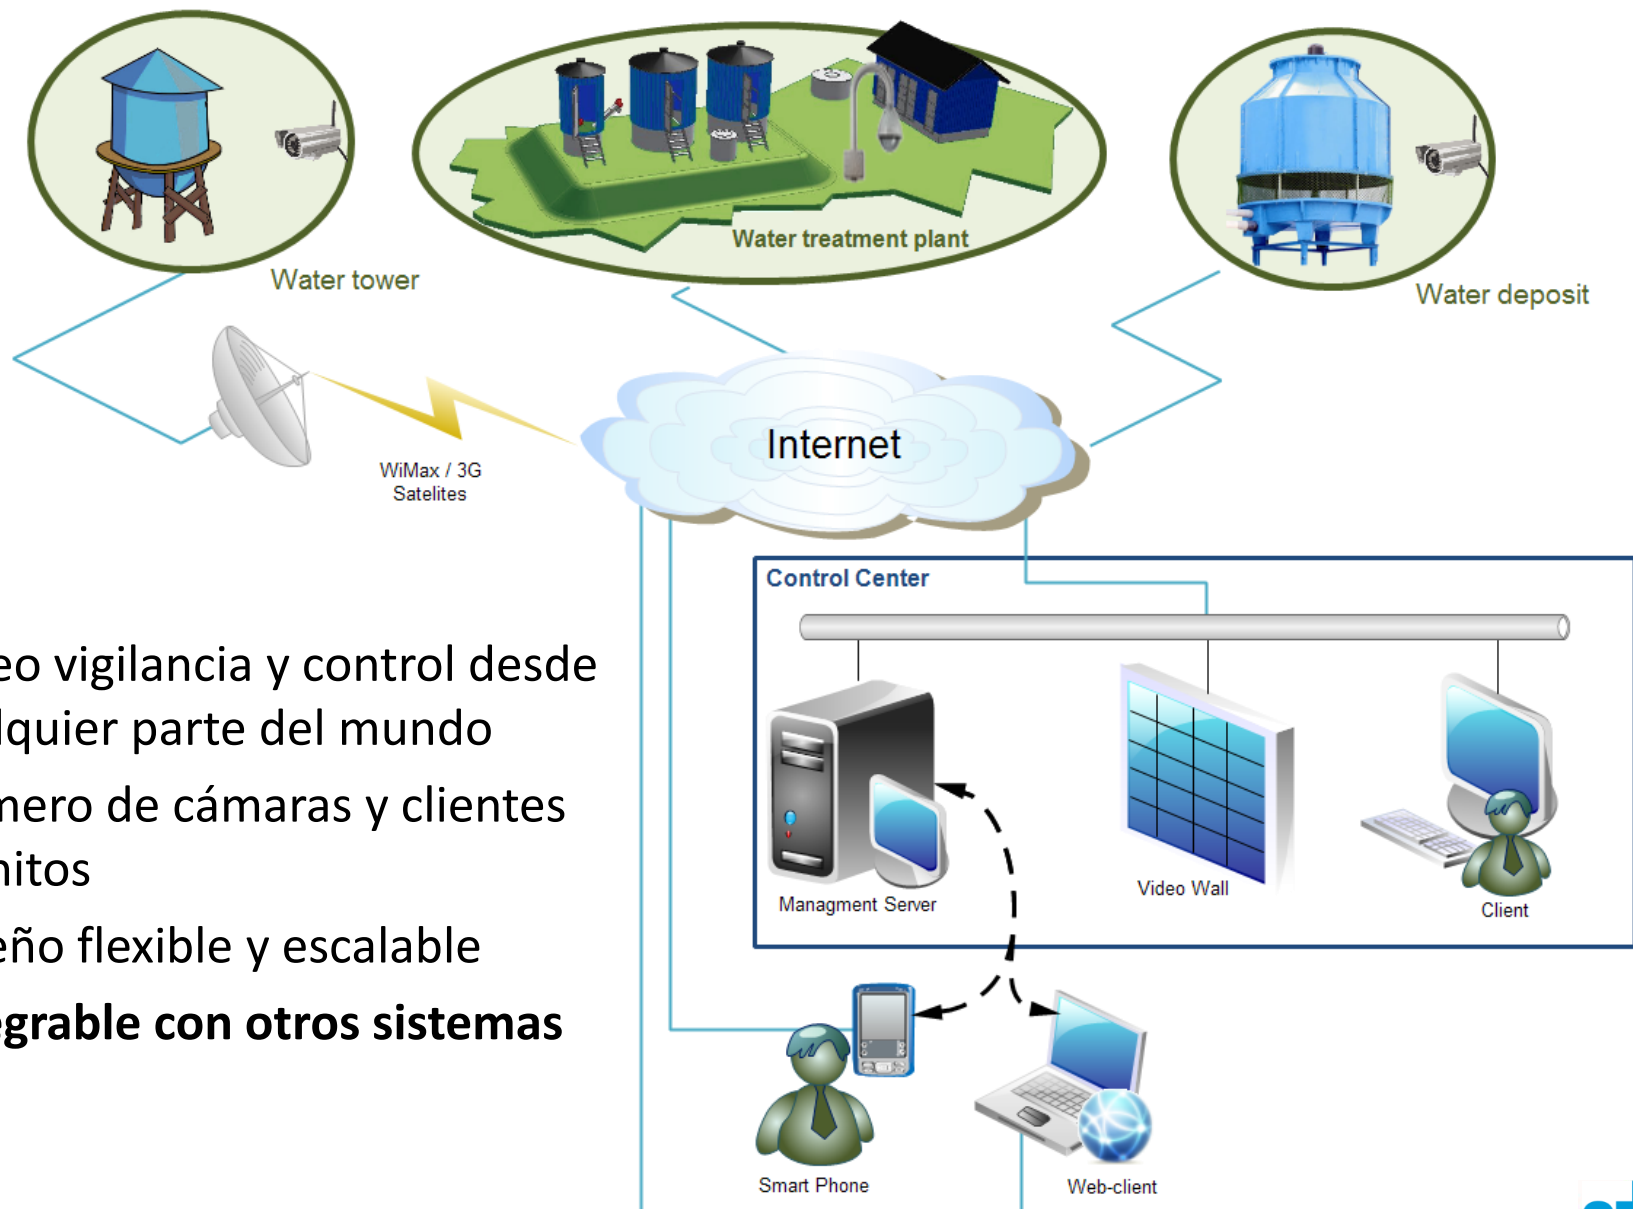 Water treatment plant
Water tower
Water deposit
Internet
WiMax / 3G
Satelites
Control Center
eo vigilancia y control desde
lquier parte del mundo
mero de cámaras y clientes
nitos
eño flexible y escalable
egrable con otros sistemas
Managment Server
Video Wall
Client
Smart Phone
Web-client